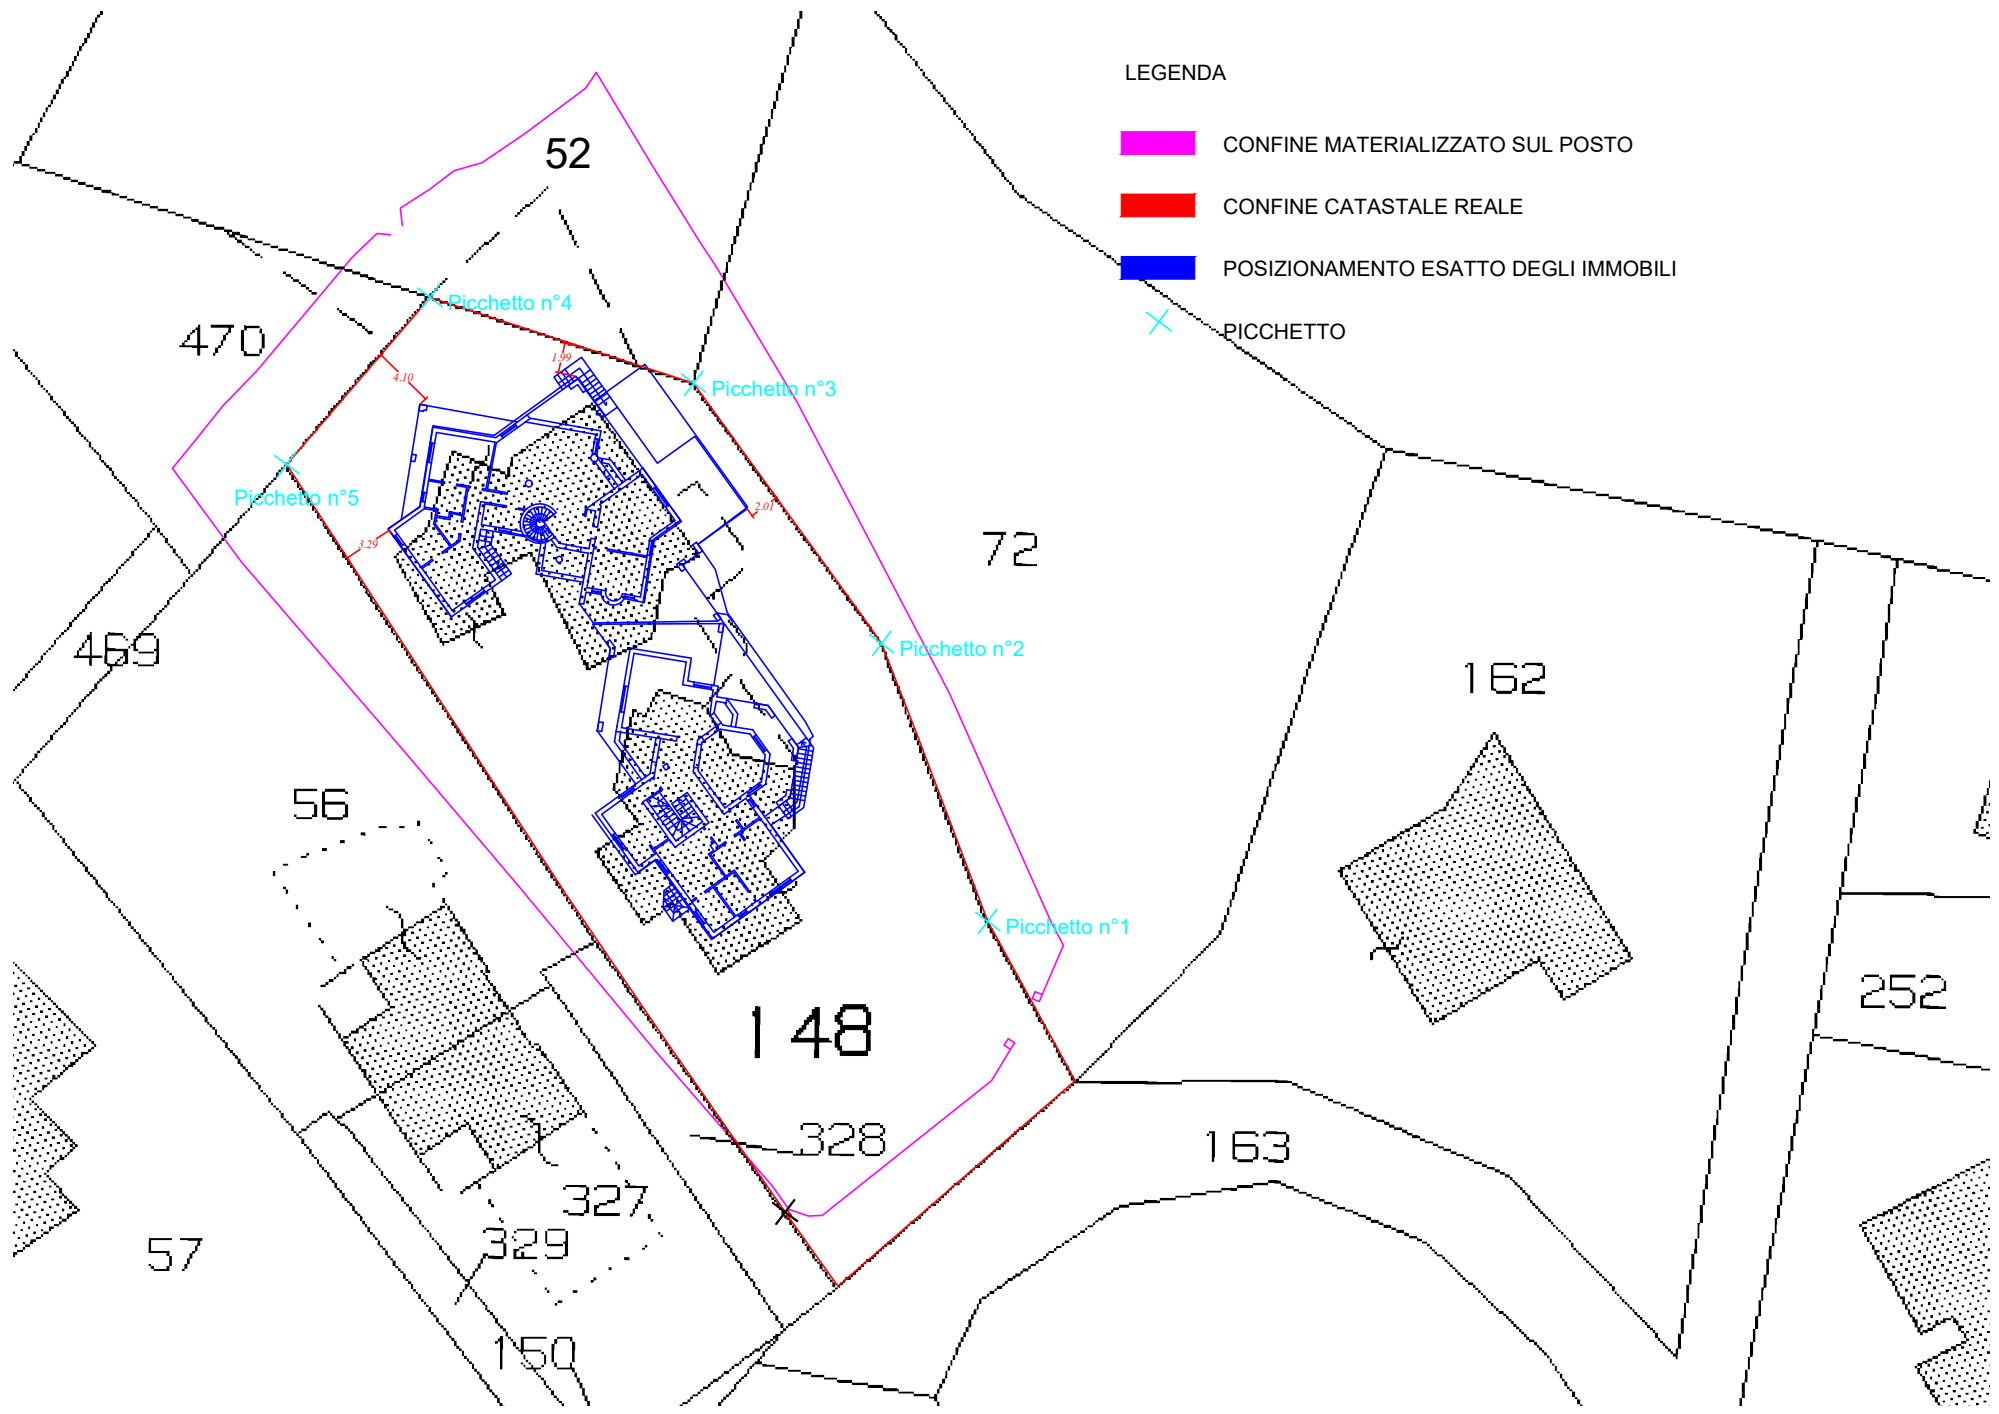 LEGENDA
CONFINE MATERIALIZZATO SUL POSTO
CONFINE CATASTALE REALE
POSIZIONAMENTO ESATTO DEGLI IMMOBILI
PICCHETTO
52
Picchetto n°4
470
1.99
4.10
Picchetto n°3
Picchetto n°5
2.01
3.29
72
469
Picchetto n°2
162
56
Picchetto n°1
252
148
328
163
327
329
57
150